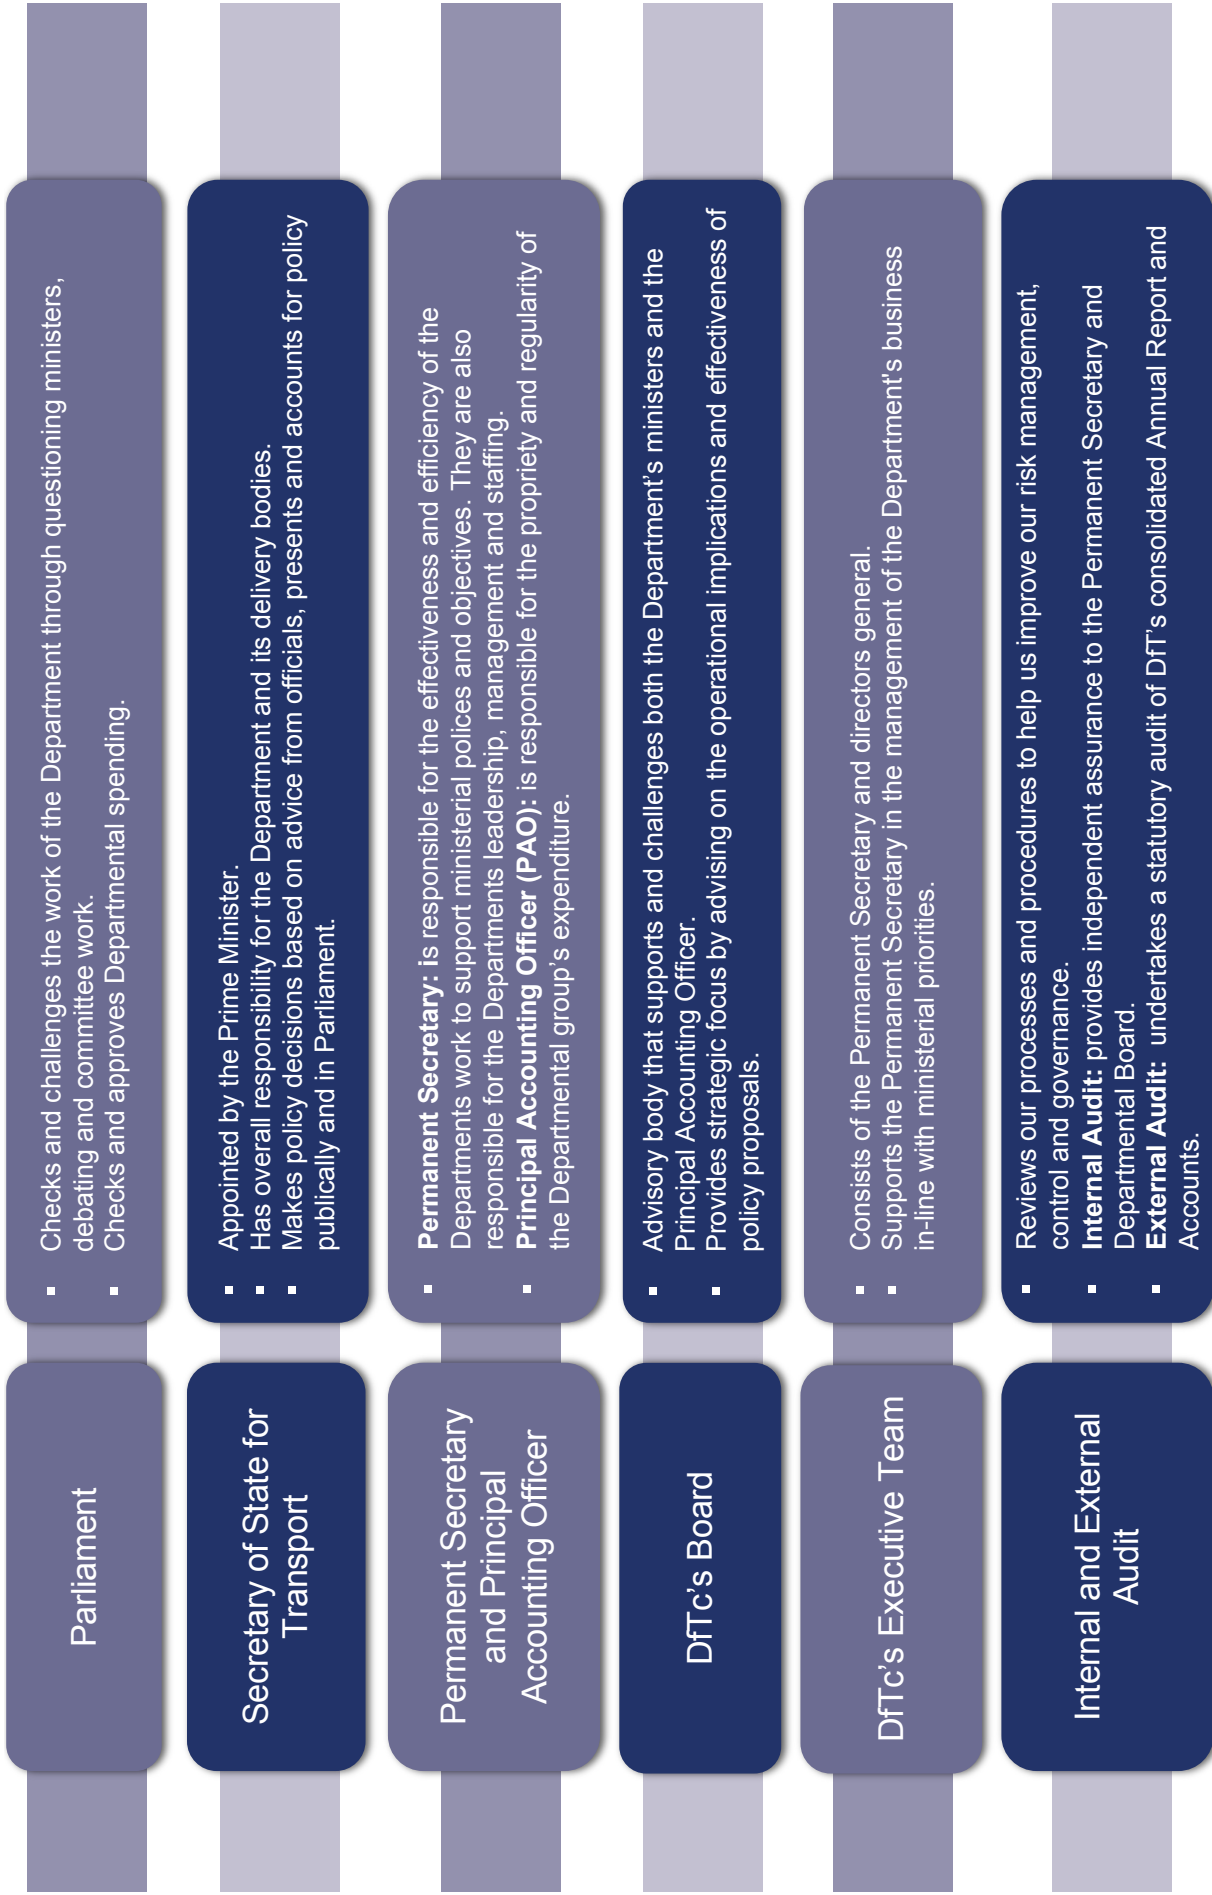 Parliament
▪ Checks and challenges the work of the Department through questioning ministers,
debating and committee work.
▪ Checks and approves Departmental spending.
Secretary of State for
Transport
▪ Appointed by the Prime Minister.
▪ Has overall responsibility for the Department and its delivery bodies.
▪ Makes policy decisions based on advice from officials, presents and accounts for policy
publically and in Parliament.
Permanent Secretary
and Principal
Accounting Officer
▪ Permanent Secretary: is responsible for the effectiveness and efficiency of the
Departments work to support ministerial polices and objectives. They are also
responsible for the Departments leadership, management and staffing.
▪ Principal Accounting Officer (PAO): is responsible for the propriety and regularity of
the Departmental group's expenditure.
DfTc's Board
▪ Advisory body that supports and challenges both the Department's ministers and the
Principal Accounting Officer.
▪ Provides strategic focus by advising on the operational implications and effectiveness of
policy proposals.
DfTc's Executive Team
▪ Consists of the Permanent Secretary and directors general.
▪ Supports the Permanent Secretary in the management of the Department's business
in-line with ministerial priorities.
Internal and External
Audit
▪ Reviews our processes and procedures to help us improve our risk management,
control and governance.
▪ Internal Audit: provides independent assurance to the Permanent Secretary and
Departmental Board.
▪ External Audit: undertakes a statutory audit of DfT's consolidated Annual Report and
Accounts.